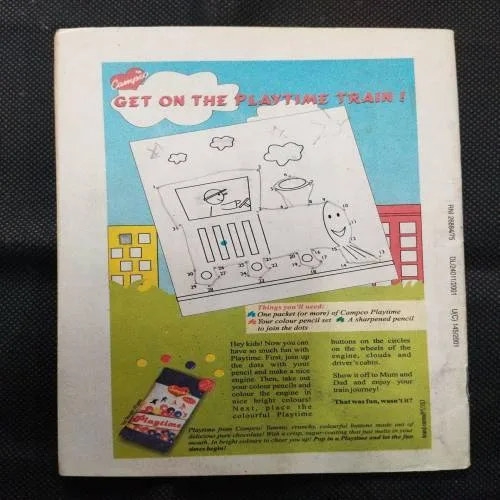 Campco
GET ON THE PLAYTIME TRAIN !
Things you'll need:
One packet (or more) of Campco Playtime
Your colour pencil set A sharpened pencil
to join the dots
Hey kids! Now you can
have so much fun with
Playtime. First, join up
the dots with your
pencil and make a nice
engine. Then, take out
your colour pencils and
colour the engine in
nice bright colours!
Next, place the
colourful Playtime
buttons on the circles
on the wheels of the
engine, clouds and
driver's cabin.
Show it off to Mum and
Dad and enjoy your
train journey!
That was fun, wasn't it?
Playtime
Playtime from Campco! Yummy, crunchy, colourful buttons made out of
delicious pure chocolate! With a crisp, sugar-coating that just melts in your
mouth. In bright colours to cheer you up! Pop in a Playtime and let the fun
times begin!